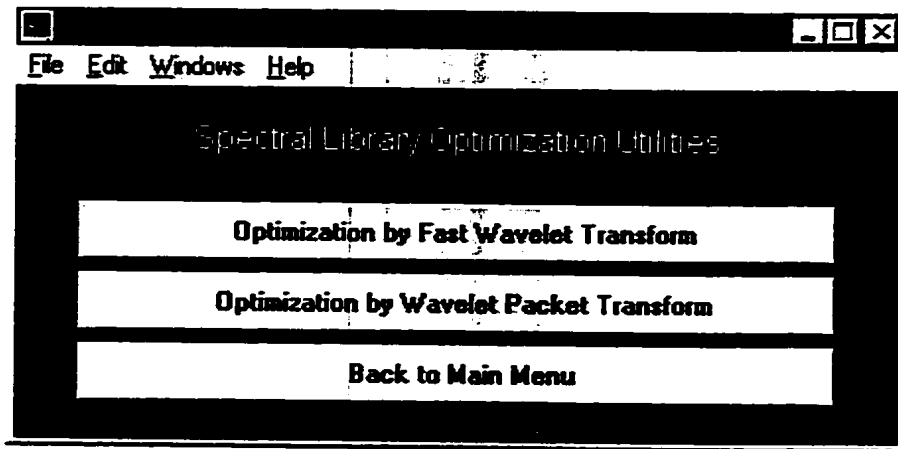 File Edit Windows Help
Spectral Library Optimization Utilities
Optimization by Fast Wavelet Transform
Optimization by Wavelet Packet Transform
Back to Main Menu